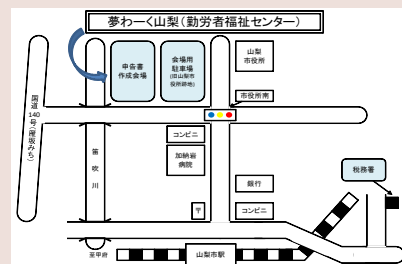 夢わーく山梨(勤労者福祉センター)
申告書
作成会場
会場用
駐車場
(旧山梨市
役所跡地)
山梨
市役所
市役所南
国道140号(雁坂みち)
笛吹川
コンビニ
加納岩
病院
税務署
銀行
〒
コンビニ
至甲府
山梨市駅